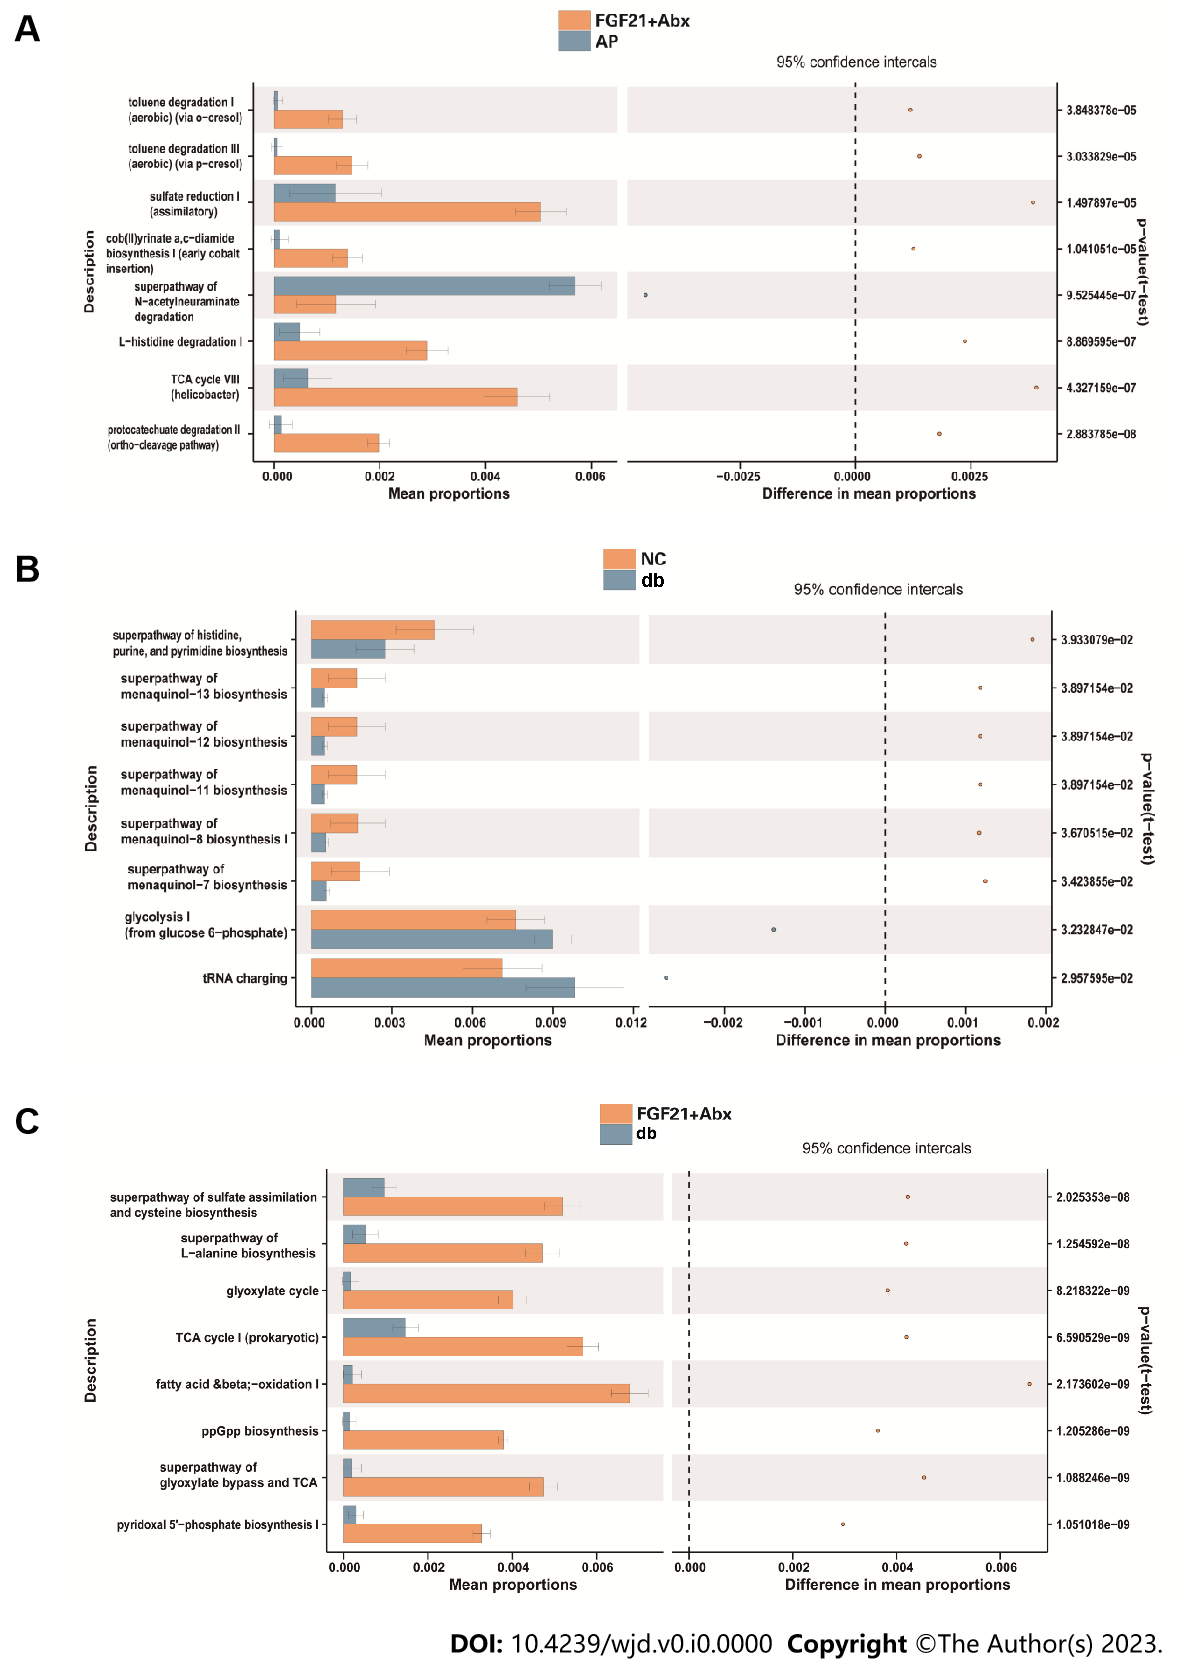 A
FGF21+Abx
AP
95% confidence intercals
toluene degradation I
(aerobic) (via o−cresol)
3.848378e−05
toluene degradation III
(aerobic) (via p−cresol)
3.033829e−05
sulfate reduction I
(assimilatory)
1.497897e−05
cob(II)yrinate a,c−diamide
biosynthesis I (early cobalt
insertion)
1.041051e−05
superpathway of
N−acetylneuraminate
degradation
9.525445e−07
L−histidine degradation I
8.869595e−07
TCA cycle VIII
(helicobacter)
4.327159e−07
protocatechuate degradation II
(ortho−cleavage pathway)
2.883785e−08
Description
p−value(t−test)
0.000 0.002 0.004 0.006
−0.0025 0.0000 0.0025
Mean proportions
Difference in mean proportions
B
NC
db
95% confidence intercals
superpathway of histidine,
purine, and pyrimidine biosynthesis
3.933079e−02
superpathway of
menaquinol−13 biosynthesis
3.897154e−02
superpathway of
menaquinol−12 biosynthesis
3.897154e−02
superpathway of
menaquinol−11 biosynthesis
3.897154e−02
superpathway of
menaquinol−8 biosynthesis I
3.670515e−02
superpathway of
menaquinol−7 biosynthesis
3.423855e−02
glycolysis I
(from glucose 6−phosphate)
3.232847e−02
tRNA charging
2.957595e−02
Description
p−value(t−test)
0.000 0.003 0.006 0.009 0.012
−0.002 −0.001 0.000 0.001 0.002
Mean proportions
Difference in mean proportions
C
FGF21+Abx
db
95% confidence intercals
superpathway of sulfate assimilation
and cysteine biosynthesis
2.025353e−08
superpathway of
L−alanine biosynthesis
1.254592e−08
glyoxylate cycle
8.218322e−09
TCA cycle I (prokaryotic)
6.590529e−09
fatty acid &beta;−oxidation I
2.173602e−09
ppGpp biosynthesis
1.205286e−09
superpathway of
glyoxylate bypass and TCA
1.088246e−09
pyridoxal 5'−phosphate biosynthesis I
1.051018e−09
Description
p−value(t−test)
0.000 0.002 0.004 0.006
0.000 0.002 0.004 0.006
Mean proportions
Difference in mean proportions
DOI: 10.4239/wjd.v0.i0.0000 Copyright ©The Author(s) 2023.